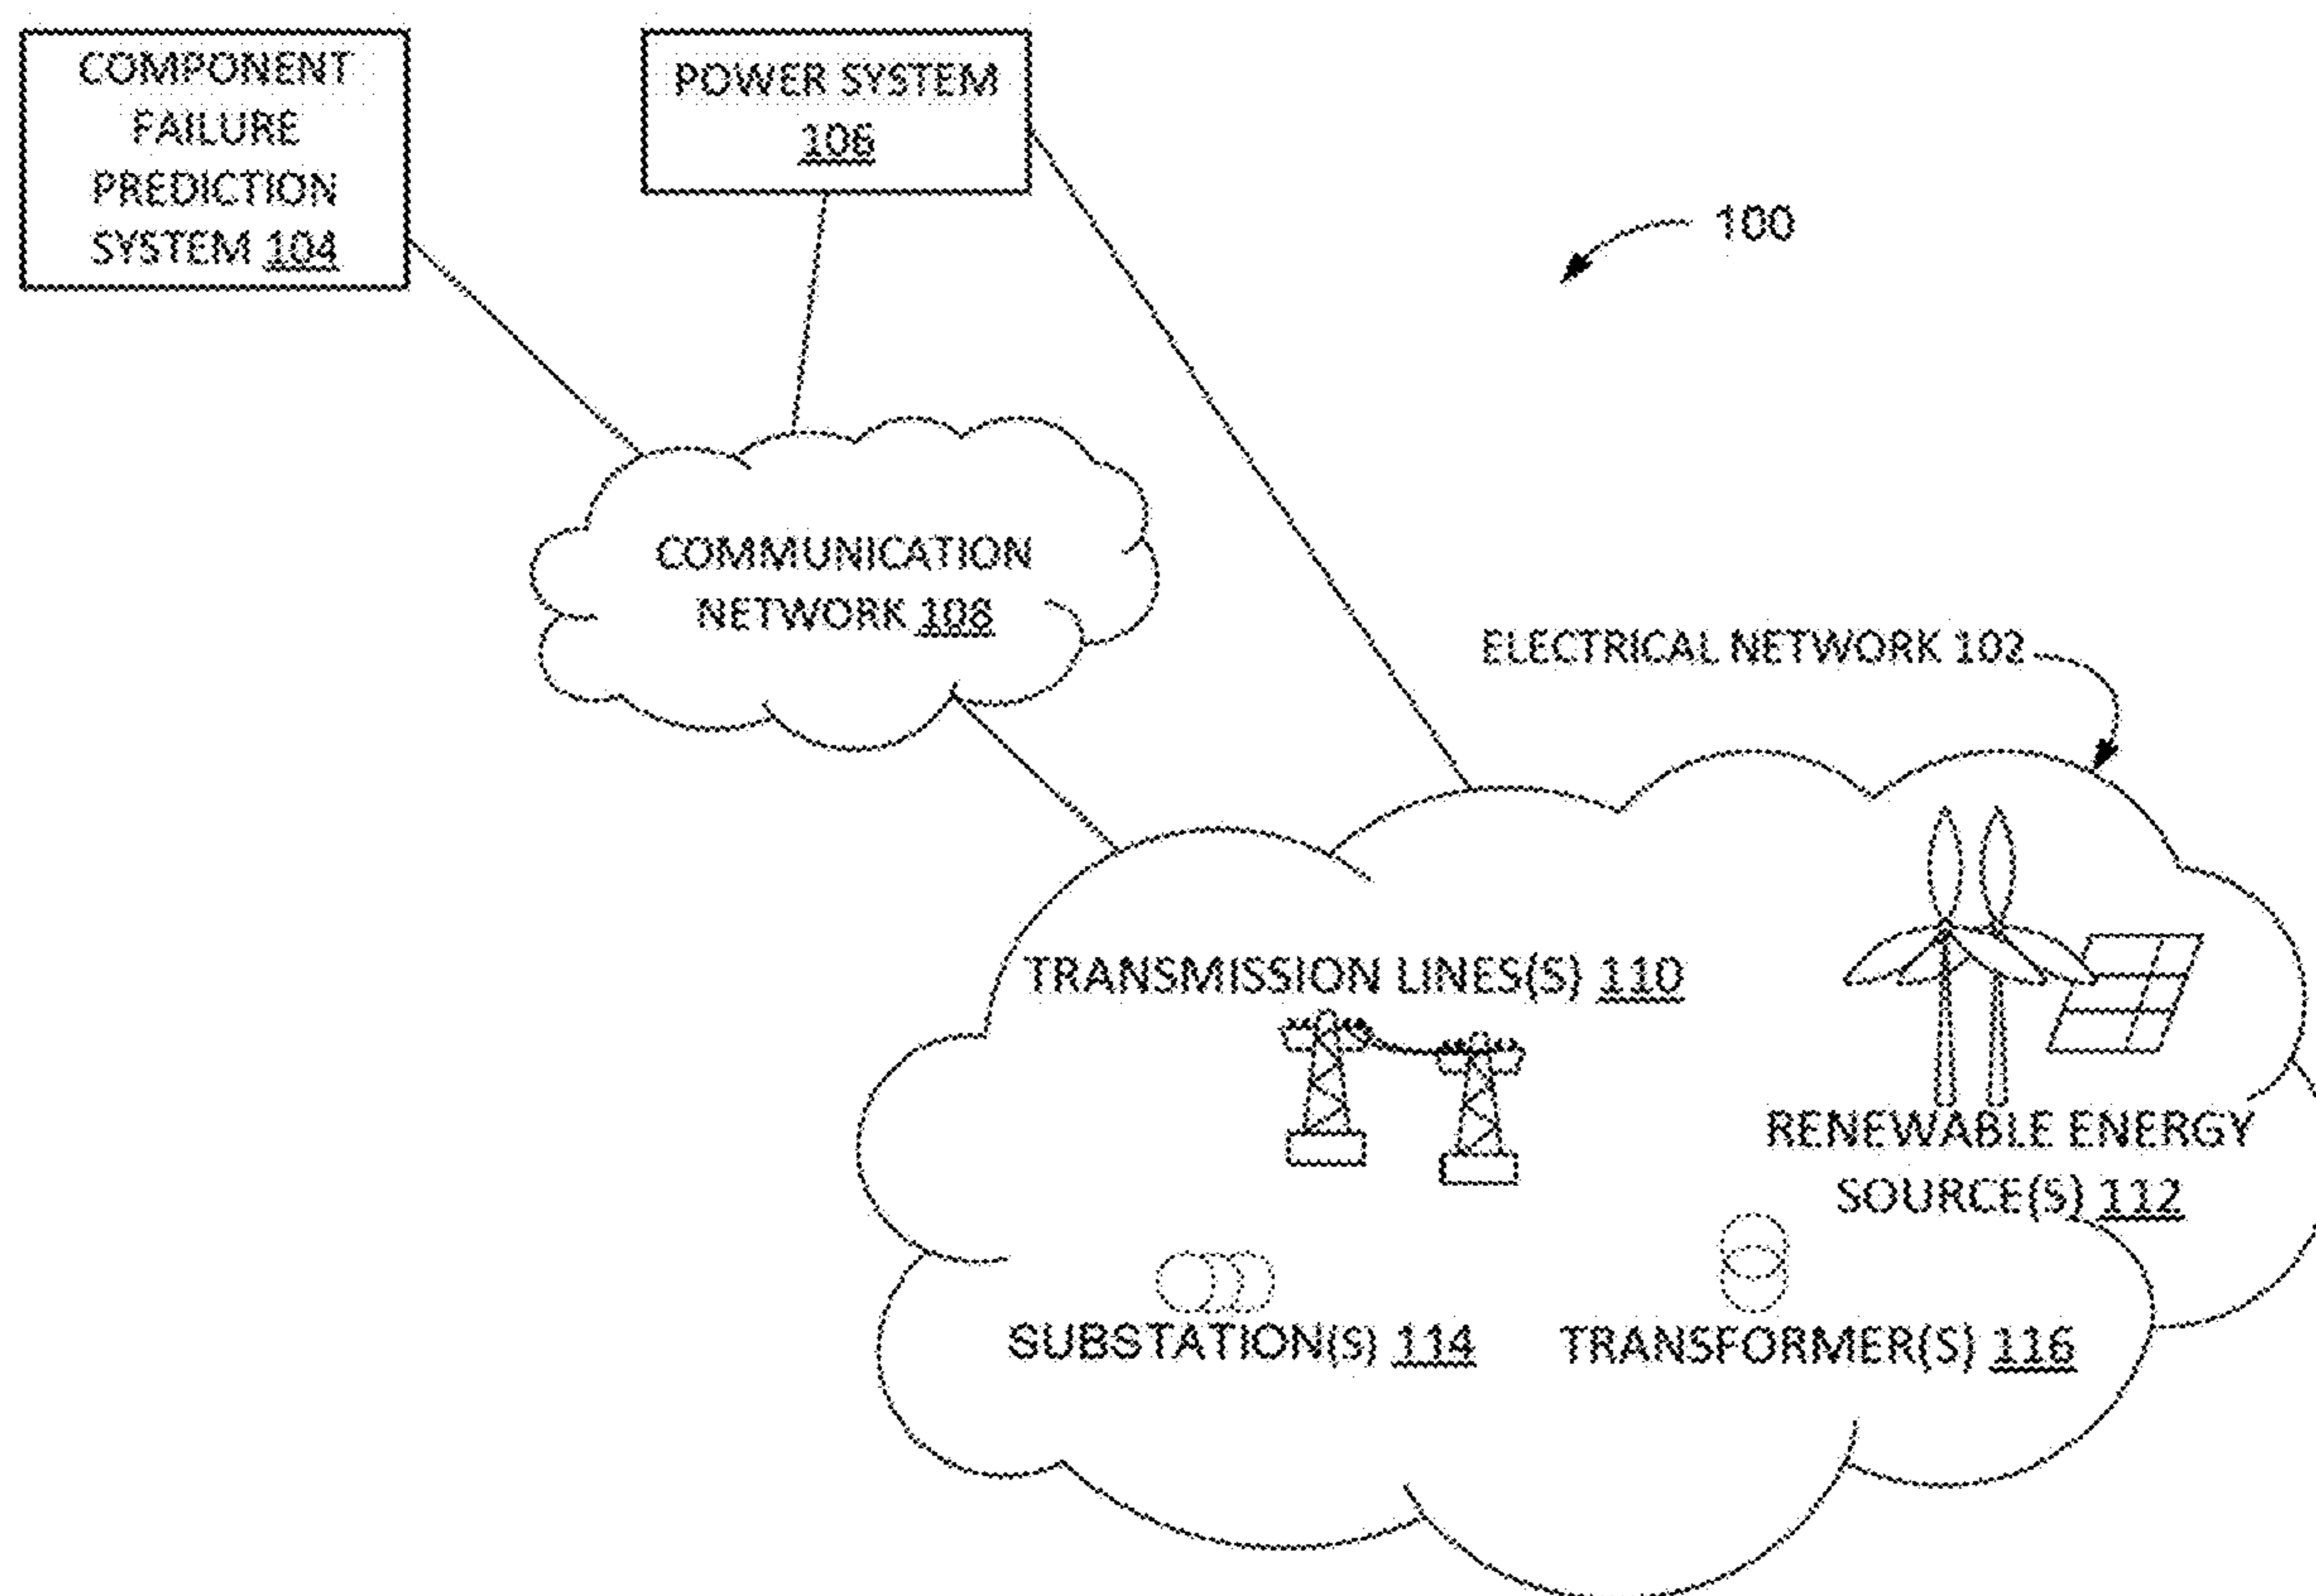 COMPONENT
FAILURE
PREDICTION
SYSTEM 104
POWER SYSTEM
106
100
COMMUNICATION
NETWORK 108
ELECTRICAL NETWORK 102
TRANSMISSION LINES(S) 110
RENEWABLE ENERGY
SOURCE(S) 112
SUBSTATION(S) 114
TRANSFORMER(S) 116